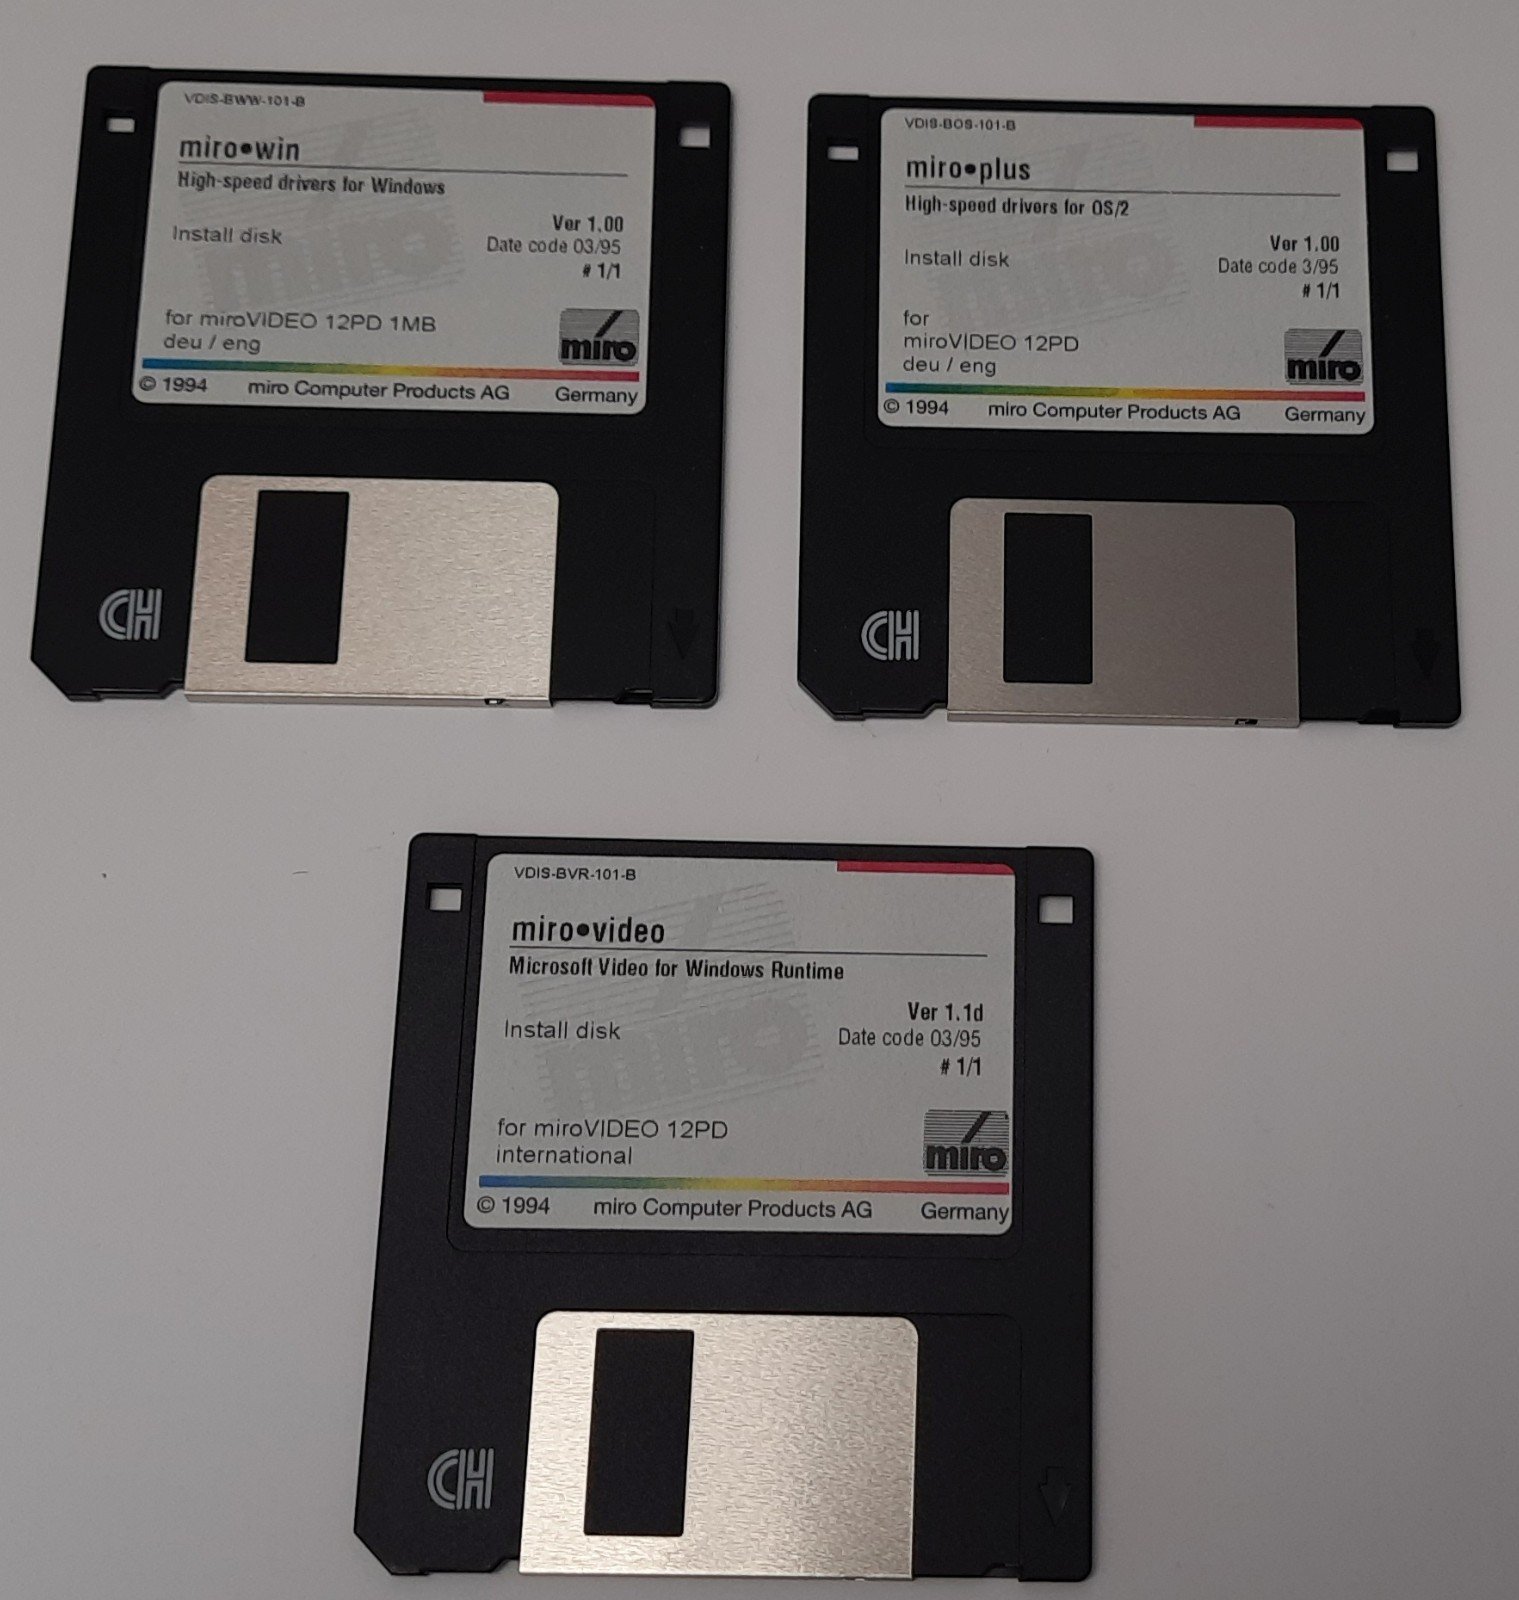 VDIS-BWW-101-B
miro•win
High-speed drivers for Windows
Install disk
Ver 1.00
Date code 03/95
# 1/1
for miroVIDEO 12PD 1MB
deu / eng
miro
© 1994 miro Computer Products AG Germany
VDIS-BOS-101-B
miro•plus
High-speed drivers for OS/2
Install disk
Ver 1.00
Date code 3/95
# 1/1
for
miroVIDEO 12PD
deu / eng
miro
© 1994 miro Computer Products AG Germany
VDIS-BVR-101-B
miro•video
Microsoft Video for Windows Runtime
Install disk
Ver 1.1d
Date code 03/95
# 1/1
for miroVIDEO 12PD
international
miro
© 1994 miro Computer Products AG Germany